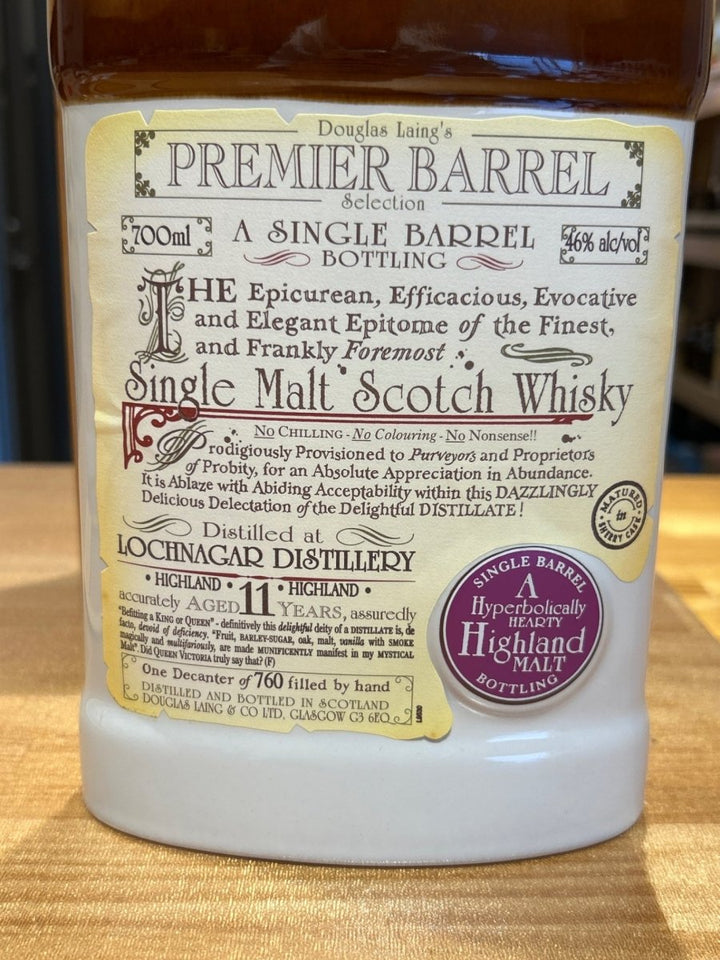 Douglas Laing's
PREMIER BARREL
Selection
700ml
A SINGLE BARREL
BOTTLING
46% alc/vol
THE Epicurean, Efficacious, Evocative
and Elegant Epitome of the Finest,
and Frankly Foremost
Single Malt Scotch Whisky
No CHILLING - No Colouring - No Nonsense!!
Prodigiously Provisioned to Purveyors and Proprietors
of Probity, for an Absolute Appreciation in Abundance.
It is Ablaze with Abiding Acceptability within this DAZZLINGLY
Delicious Delectation of the Delightful DISTILLATE!
MATURED
in
SHERRY CASK
Distilled at
LOCHNAGAR DISTILLERY
• HIGHLAND • • HIGHLAND •
accurately AGED 11 YEARS, assuredly
"Befitting a KING or QUEEN" - definitively this delightful deity of a DISTILLATE is, de
facto, devoid of deficiency. "Fruit, BARLEY-SUGAR, oak, malt, vanilla with SMOKE
magically and multifariously, are made MUNIFICENTLY manifest in my MYSTICAL
Malt". Did QUEEN VICTORIA truly say that? (F)
One Decanter of 760 filled by hand
DISTILLED AND BOTTLED IN SCOTLAND
DOUGLAS LAING & CO LTD, GLASGOW G3 6EQ
SINGLE BARREL
A
Hyperbolically
HEARTY
Highland
MALT
BOTTLING